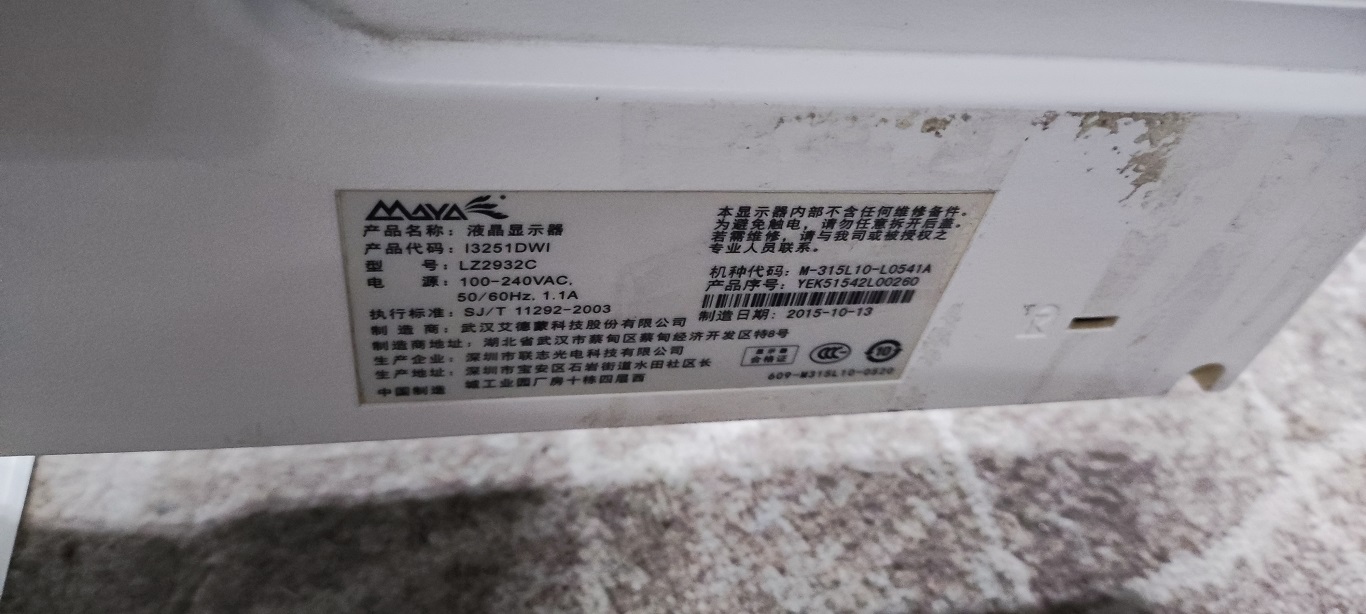 MAYA
产品名称：液晶显示器
产品代码：I3251DWI
型 号：LZ2932C
电 源：100-240VAC,
50/60Hz, 1.1A
执行标准：SJ/T 11292-2003
制 造 商：武汉艾德蒙科技股份有限公司
制造商地址：湖北省武汉市蔡甸区蔡甸经济开发区特8号
生产企业：深圳市联志光电科技有限公司
生产地址：深圳市宝安区石岩街道水田社区长
城工业园厂房十栋四层西
中国制造
本显示器内部不含任何维修备件。
为避免触电，请勿任意拆开后盖。
若需维修，请与我司或被授权之
专业人员联系。
机种代码：M-315L10-L0541A
产品序号：YEK51542L00260
制造日期：2015-10-13
显示器
合格证
CCC
10
609-M315L10-0520